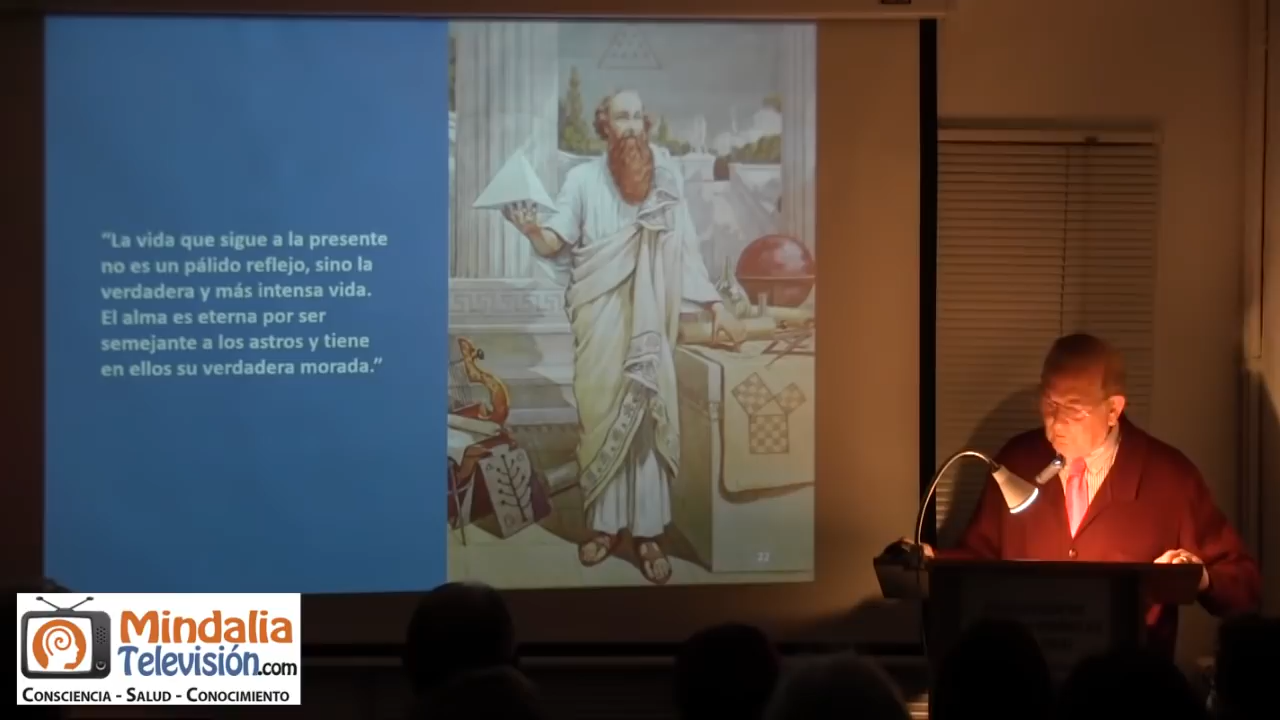 “La vida que sigue a la presente
no es un pálido reflejo, sino la
verdadera y más intensa vida.
El alma es eterna por ser
semejante a los astros y tiene
en ellos su verdadera morada.”
22
Mindalia
Televisión.com
Consciencia - Salud - Conocimiento